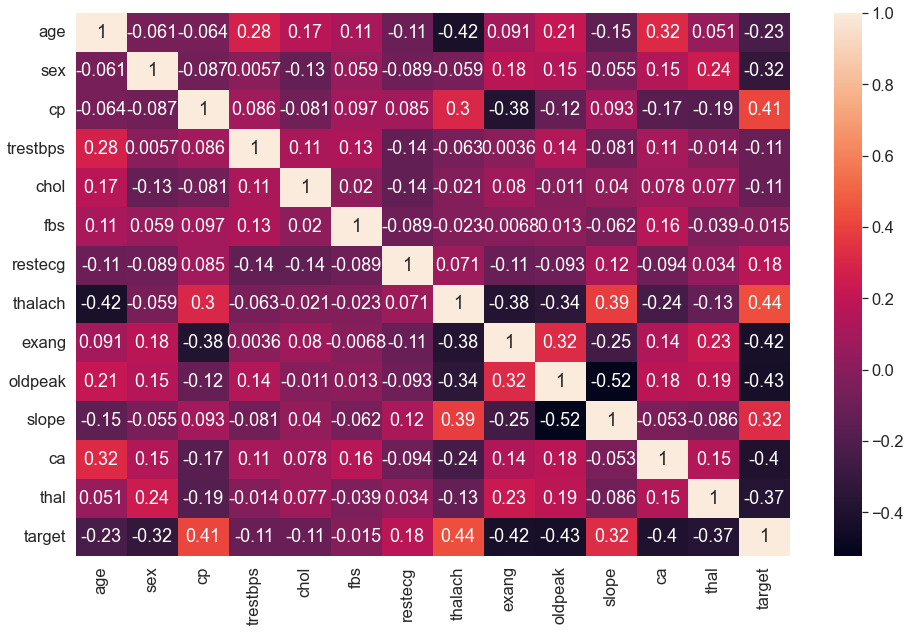 age 1 -0.061 -0.064 0.28 0.17 0.11 -0.11 -0.42 0.091 0.21 -0.15 0.32 0.051 -0.23
sex -0.061 1 -0.087 0.0057 -0.13 0.059 -0.089 -0.059 0.18 0.15 -0.055 0.15 0.24 -0.32
cp -0.064 -0.087 1 0.086 -0.081 0.097 0.085 0.3 -0.38 -0.12 0.093 -0.17 -0.19 0.41
trestbps 0.28 0.0057 0.086 1 0.11 0.13 -0.14 -0.063 0.0036 0.14 -0.081 0.11 -0.014 -0.11
chol 0.17 -0.13 -0.081 0.11 1 0.02 -0.14 -0.021 0.08 -0.011 0.04 0.078 0.077 -0.11
fbs 0.11 0.059 0.097 0.13 0.02 1 -0.089 -0.023 -0.0068 0.013 -0.062 0.16 -0.039 -0.015
restecg -0.11 -0.089 0.085 -0.14 -0.14 -0.089 1 0.071 -0.11 -0.093 0.12 -0.094 0.034 0.18
thalach -0.42 -0.059 0.3 -0.063 -0.021 -0.023 0.071 1 -0.38 -0.34 0.39 -0.24 -0.13 0.44
exang 0.091 0.18 -0.38 0.0036 0.08 -0.0068 -0.11 -0.38 1 0.32 -0.25 0.14 0.23 -0.42
oldpeak 0.21 0.15 -0.12 0.14 -0.011 0.013 -0.093 -0.34 0.32 1 -0.52 0.18 0.19 -0.43
slope -0.15 -0.055 0.093 -0.081 0.04 -0.062 0.12 0.39 -0.25 -0.52 1 -0.053 -0.086 0.32
ca 0.32 0.15 -0.17 0.11 0.078 0.16 -0.094 -0.24 0.14 0.18 -0.053 1 0.15 -0.4
thal 0.051 0.24 -0.19 -0.014 0.077 -0.039 0.034 -0.13 0.23 0.19 -0.086 0.15 1 -0.37
target -0.23 -0.32 0.41 -0.11 -0.11 -0.015 0.18 0.44 -0.42 -0.43 0.32 -0.4 -0.37 1
age sex cp trestbps chol fbs restecg thalach exang oldpeak slope ca thal target
1.0
0.8
0.6
0.4
0.2
0.0
−0.2
−0.4